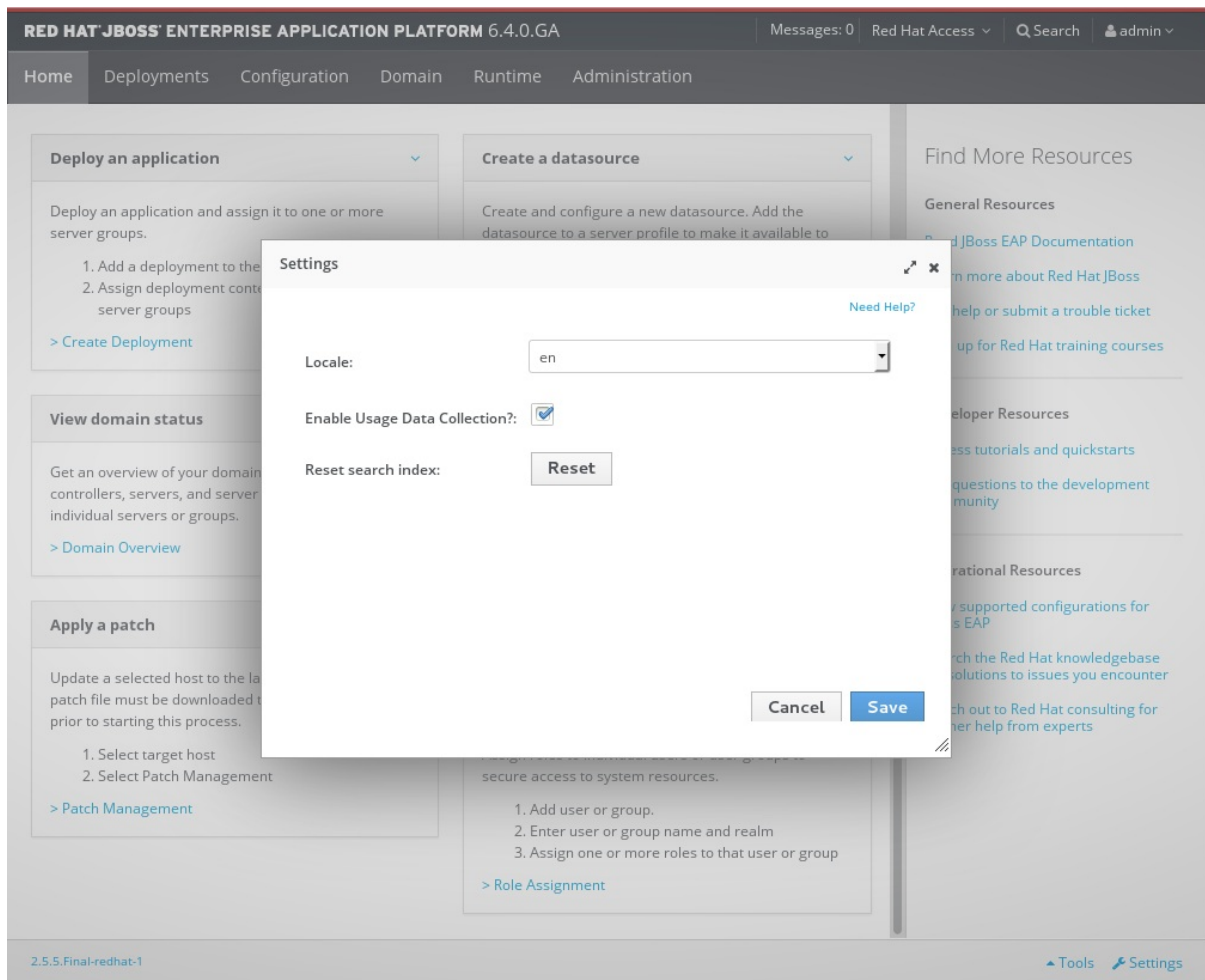 RED HAT JBOSS ENTERPRISE APPLICATION PLATFORM 6.4.0.GA
Messages: 0
Red Hat Access
Search
admin
Home
Deployments
Configuration
Domain
Runtime
Administration
Deploy an application
Deploy an application and assign it to one or more
server groups.
1. Add a deployment to the
2. Assign deployment
server groups
> Create Deployment
View domain status
Get an overview of your domain
controllers, servers, and server
individual servers or groups.
> Domain Overview
Apply a patch
Update a selected host to the
patch file must be downloaded
prior to starting this process.
1. Select target host
2. Select Patch Management
> Patch Management
Create a datasource
Create and configure a new datasource. Add the
datasource to a server profile to make it available to
Settings
Need Help?
Locale:
en
Enable Usage Data Collection?:
Reset search index:
Reset
Cancel
Save
secure access to system resources.
1. Add user or group.
2. Enter user or group name and realm
3. Assign one or more roles to that user or group
> Role Assignment
Find More Resources
General Resources
JBoss EAP Documentation
more about Red Hat JBoss
help or submit a trouble ticket
up for Red Hat training courses
Resources
tutorials and quickstarts
questions to the development
Resources
supported configurations for
EAP
the Red Hat knowledgebase
solutions to issues you encounter
out to Red Hat consulting for
help from experts
2.5.5.Final-redhat-1
Tools
Settings